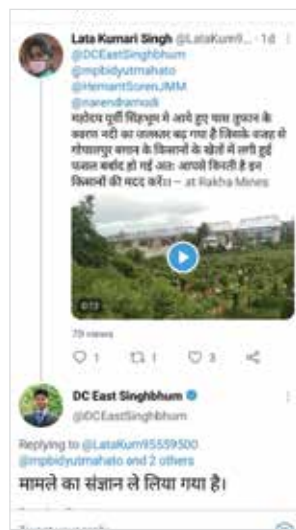 Lata Kumari Singh @LataKum9... · 1d
@DCEastSinghbhum
@mpbidyutmahato
@HemantSorenJMM
@narendramodi
महोदय पूर्वी सिंहभूम मे आये हुए यास तुफान के
कारण नदी का जलस्तर बढ़ गया है जिसके वजह से
गोपालपुर बगान के किसानों के खेतों में लगी हुई
फसल बर्बाद हो गई अतः आपसे विनती है इन
किसानों की मदद करें।। – at Rakha Mines
0:13
79 views
1 1 3
DC East Singhbhum
@DCEastSinghbhum
Replying to @LataKum95559500
@mpbidyutmahato and 2 others
मामले का संज्ञान ले लिया गया है।